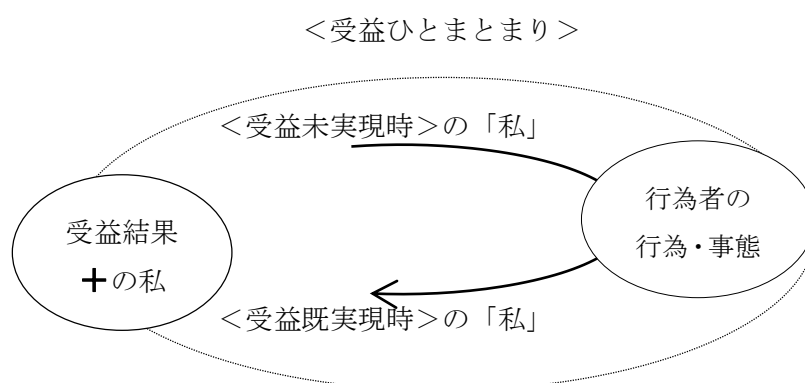 ＜受益ひとまとまり＞
＜受益未実現時＞の「私」
行為者の
行為・事態
受益結果
＋の私
＜受益既実現時＞の「私」